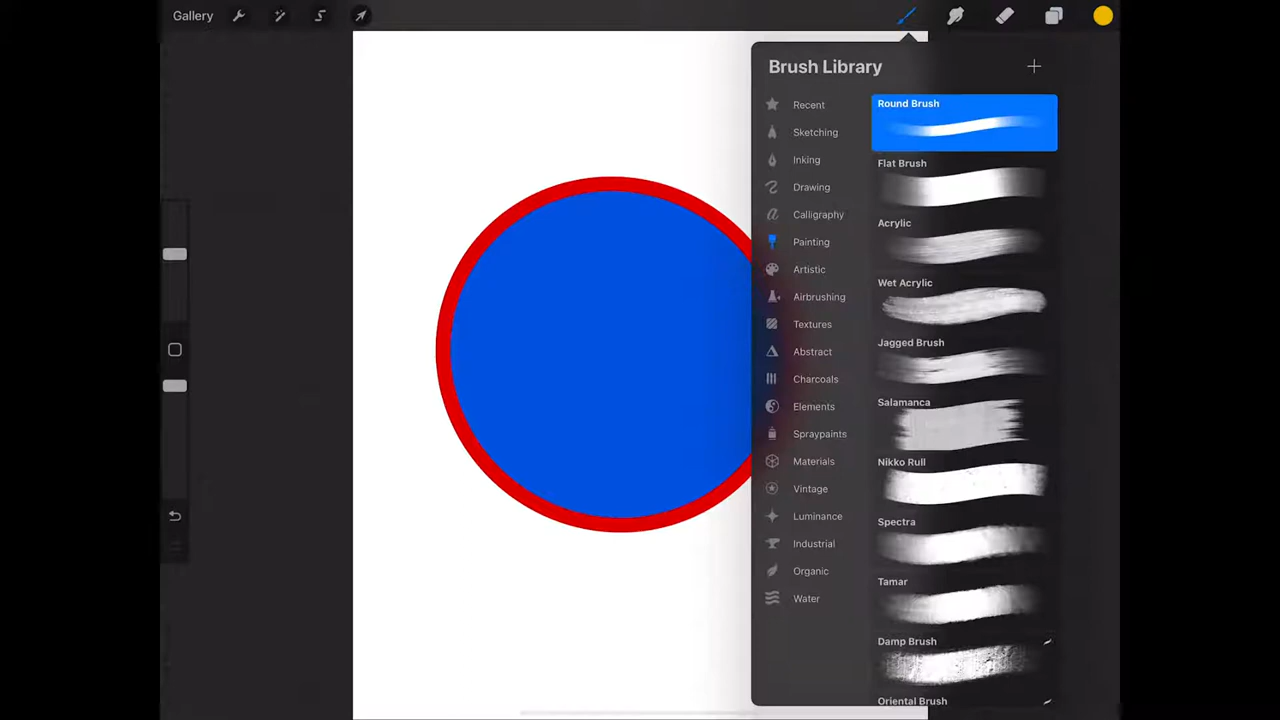 Gallery
Brush Library
Recent
Sketching
Inking
Drawing
Calligraphy
Painting
Artistic
Airbrushing
Textures
Abstract
Charcoals
Elements
Spraypaints
Materials
Vintage
Luminance
Industrial
Organic
Water
Round Brush
Flat Brush
Acrylic
Wet Acrylic
Jagged Brush
Salamanca
Nikko Rull
Spectra
Tamar
Damp Brush
Oriental Brush